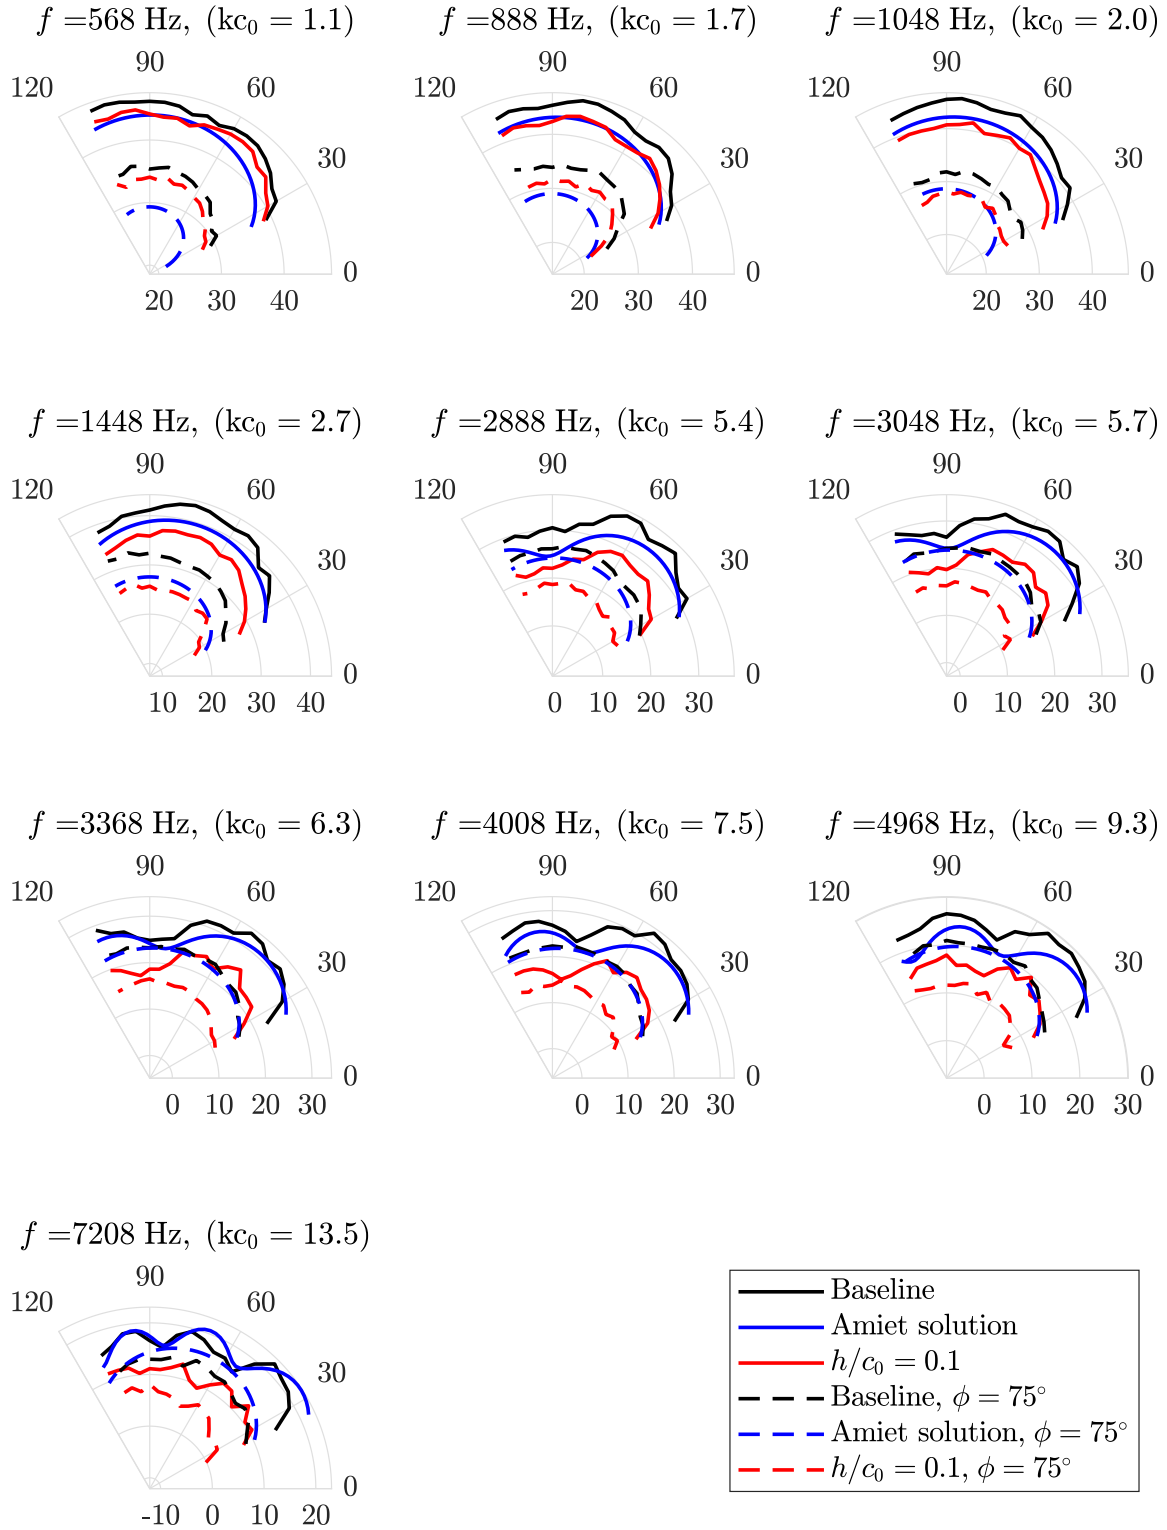 f =568 Hz, (kc₀ = 1.1)
f =888 Hz, (kc₀ = 1.7)
f =1048 Hz, (kc₀ = 2.0)
120 90 60 30 0
20 30 40
120 90 60 30 0
20 30 40
120 90 60 30 0
20 30 40
f =1448 Hz, (kc₀ = 2.7)
f =2888 Hz, (kc₀ = 5.4)
f =3048 Hz, (kc₀ = 5.7)
120 90 60 30 0
10 20 30 40
120 90 60 30 0
0 10 20 30
120 90 60 30 0
0 10 20 30
f =3368 Hz, (kc₀ = 6.3)
f =4008 Hz, (kc₀ = 7.5)
f =4968 Hz, (kc₀ = 9.3)
120 90 60 30 0
0 10 20 30
120 90 60 30 0
0 10 20 30
120 90 60 30 0
0 10 20 30
f =7208 Hz, (kc₀ = 13.5)
120 90 60 30 0
-10 0 10 20
Baseline
Amiet solution
h/c₀ = 0.1
Baseline, ϕ = 75°
Amiet solution, ϕ = 75°
h/c₀ = 0.1, ϕ = 75°